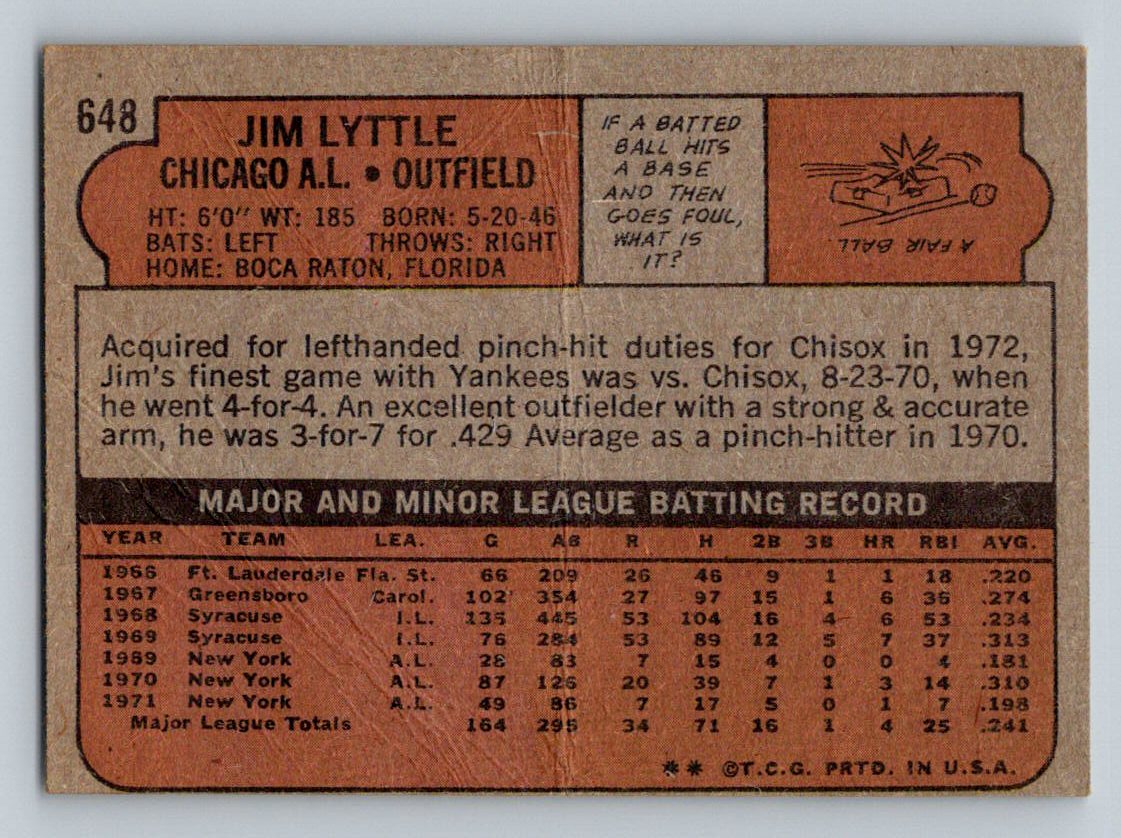 648
JIM LYTTLE
CHICAGO A.L. • OUTFIELD
HT: 6'0" WT: 185 BORN: 5-20-46
BATS: LEFT THROWS: RIGHT
HOME: BOCA RATON, FLORIDA
IF A BATTED
BALL HITS
A BASE
AND THEN
GOES FOUL,
WHAT IS
IT?
A FAIR BALL.
Acquired for lefthanded pinch-hit duties for Chisox in 1972,
Jim's finest game with Yankees was vs. Chisox, 8-23-70, when
he went 4-for-4. An excellent outfielder with a strong & accurate
arm, he was 3-for-7 for .429 Average as a pinch-hitter in 1970.
MAJOR AND MINOR LEAGUE BATTING RECORD
YEAR TEAM LEA. G AB R H 2B 3B HR RBI AVG.
1966 Ft. Lauderdale Fla. St. 66 209 26 46 9 1 1 18 .220
1967 Greensboro Carol. 102 354 27 97 15 1 6 36 .274
1968 Syracuse I.L. 135 445 53 104 16 4 6 53 .234
1969 Syracuse I.L. 76 284 53 89 12 5 7 37 .313
1969 New York A.L. 28 83 7 15 4 0 0 4 .181
1970 New York A.L. 87 126 20 39 7 1 3 14 .310
1971 New York A.L. 49 86 7 17 5 0 1 7 .198
Major League Totals 164 295 34 71 16 1 4 25 .241
** ©T.C.G. PRTD. IN U.S.A.